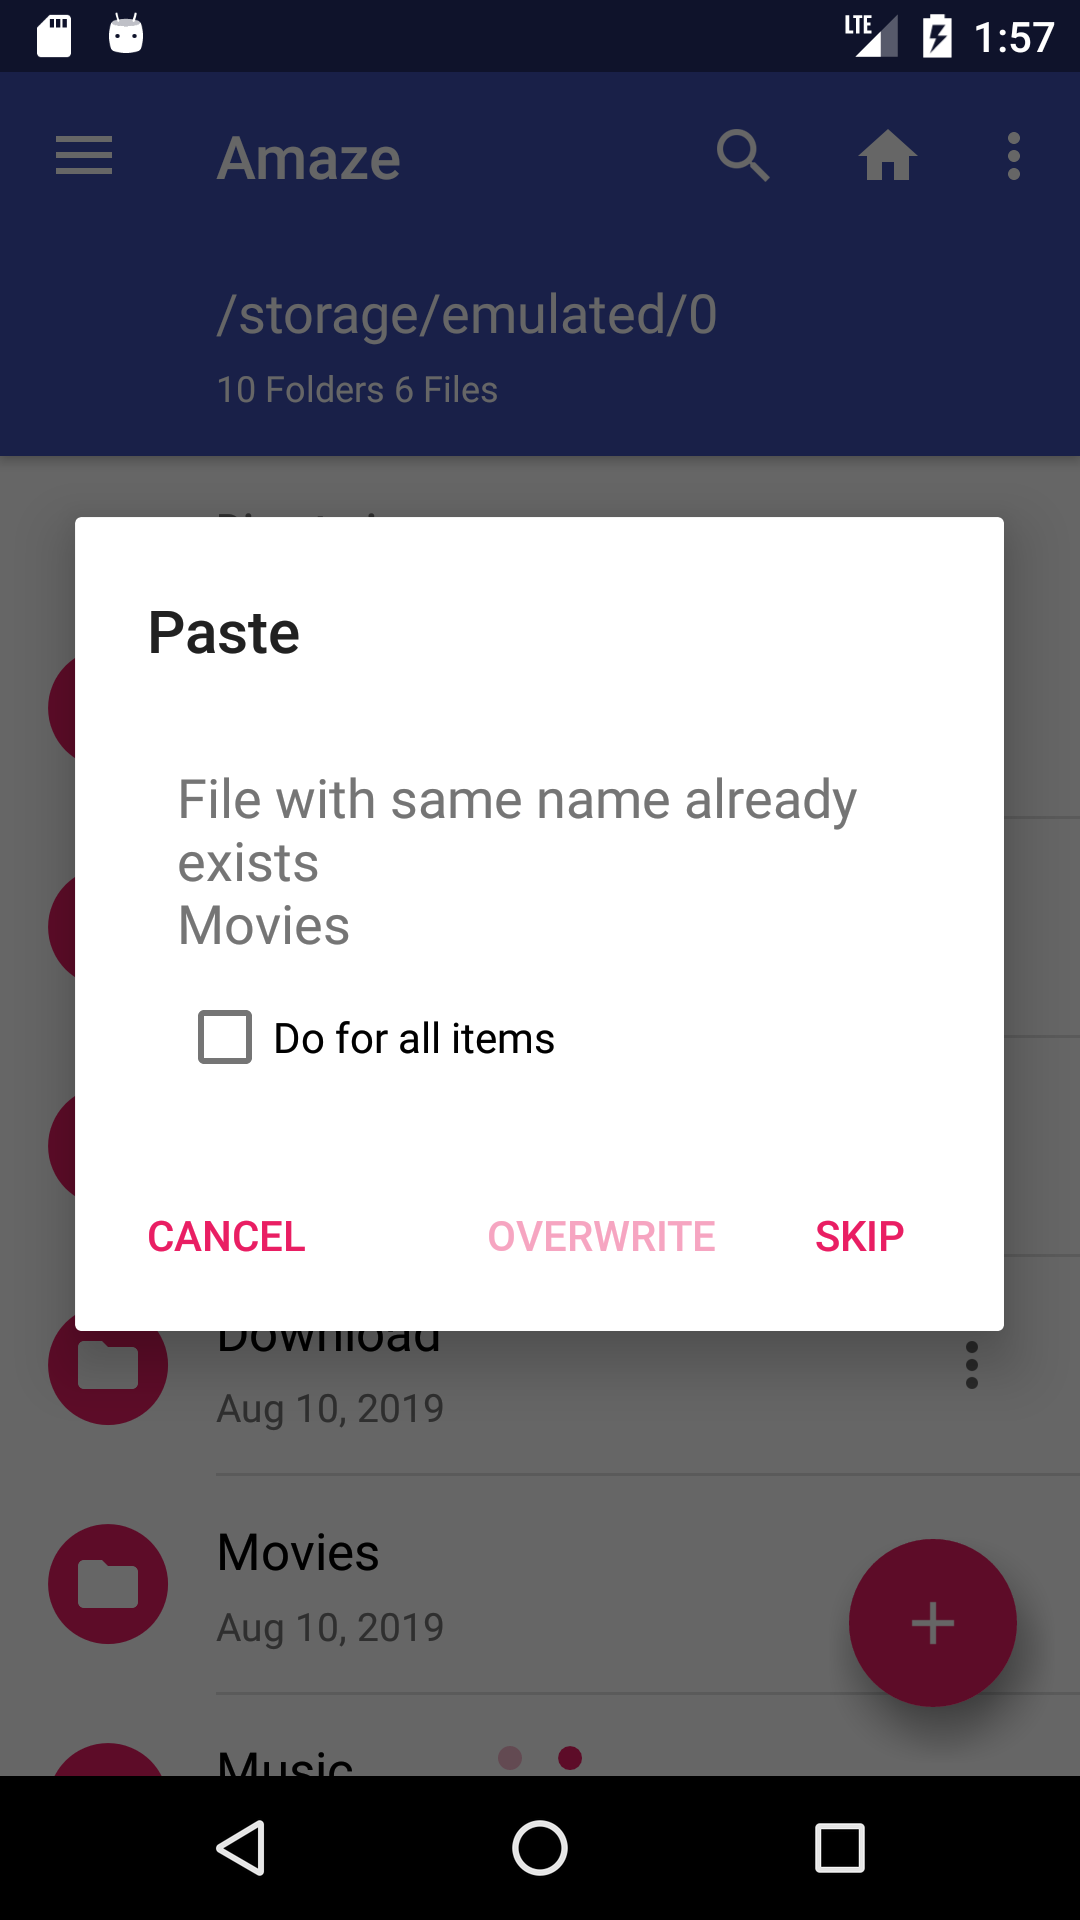 LTE 1:57
Amaze
/storage/emulated/0
10 Folders 6 Files
Paste
File with same name already
exists
Movies
Do for all items
CANCEL OVERWRITE SKIP
Download
Aug 10, 2019
Movies
Aug 10, 2019
Music